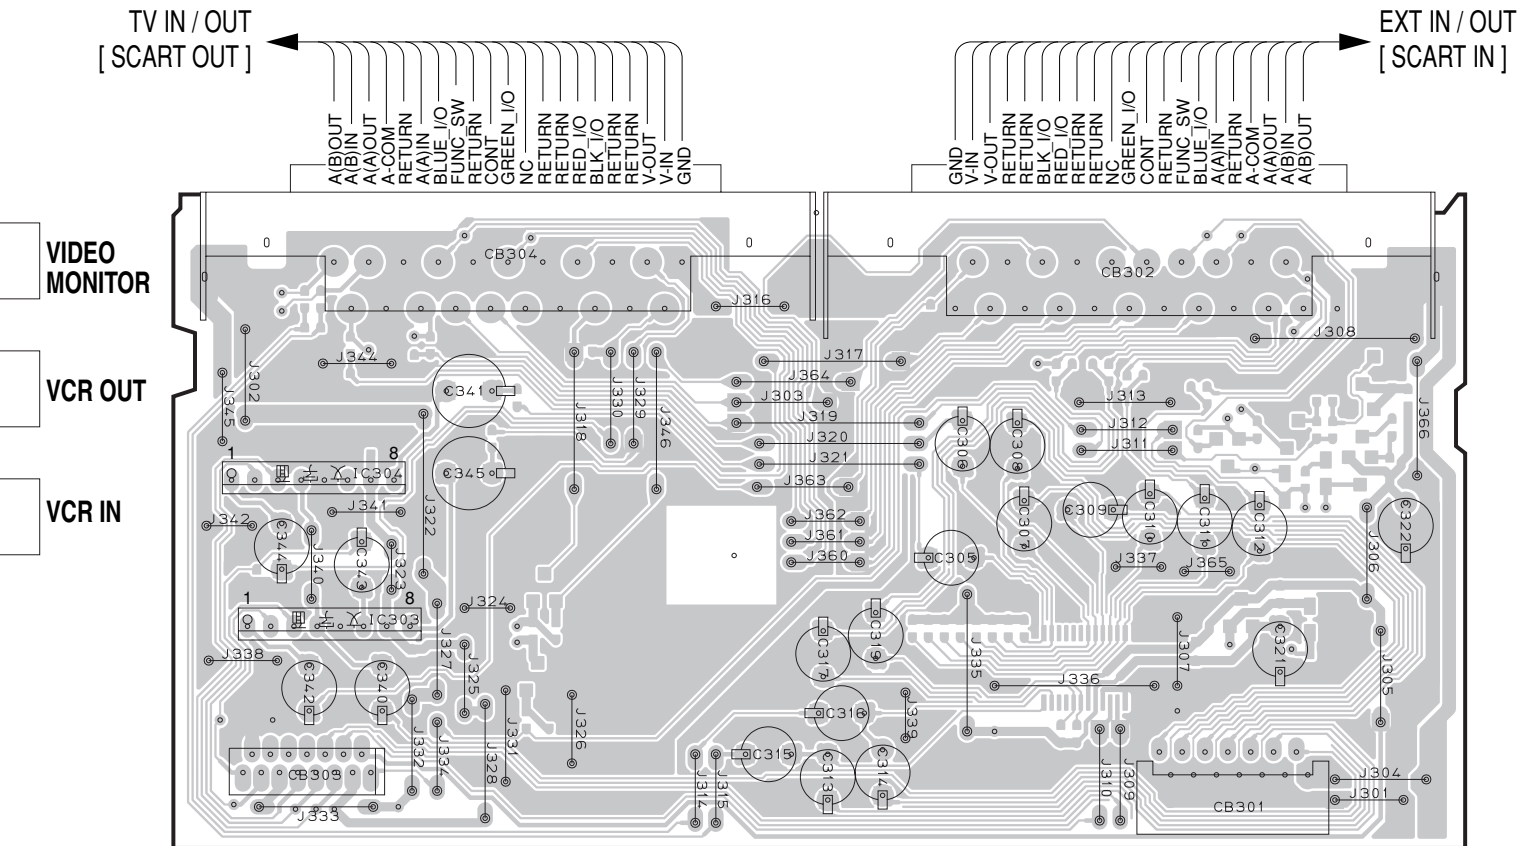 TV IN / OUT
[ SCART OUT ]
EXT IN / OUT
[ SCART IN ]
A(B)OUT
A(B)IN
A(A)OUT
A-COM
RETURN
A(A)IN
BLUE_I/O
FUNC_SW
RETURN
CONT
GREEN_I/O
NC
RETURN
RETURN
RED_I/O
BLK_I/O
RETURN
RETURN
V-OUT
V-IN
GND
GND
V-IN
V-OUT
RETURN
RETURN
BLK_I/O
RED_I/O
RETURN
RETURN
NC
GREEN_I/O
CONT
RETURN
FUNC_SW
BLUE_I/O
A(A)IN
RETURN
A-COM
A(A)OUT
A(B)IN
A(B)OUT
VIDEO
MONITOR
VCR OUT
VCR IN
CB304
CB302
J316
J308
J344
J317
J302
J345
C341
J318
J330
J329
J346
J364
J303
J319
J320
J321
J363
J313
J312
J311
J366
C306
1
8
IC304
C345
J322
J342
J341
C344
J340
C343
J323
J362
J361
J360
C307
C309
C310
C311
C312
C322
J306
C305
J337
J365
1
8
IC303
J324
J327
J325
J338
C342
C340
C317
C319
J335
J307
C321
J305
J336
C316
J339
J332
J334
J328
J331
J326
C315
C313
C314
J314
J315
J310
J309
J333
CB301
J304
J301